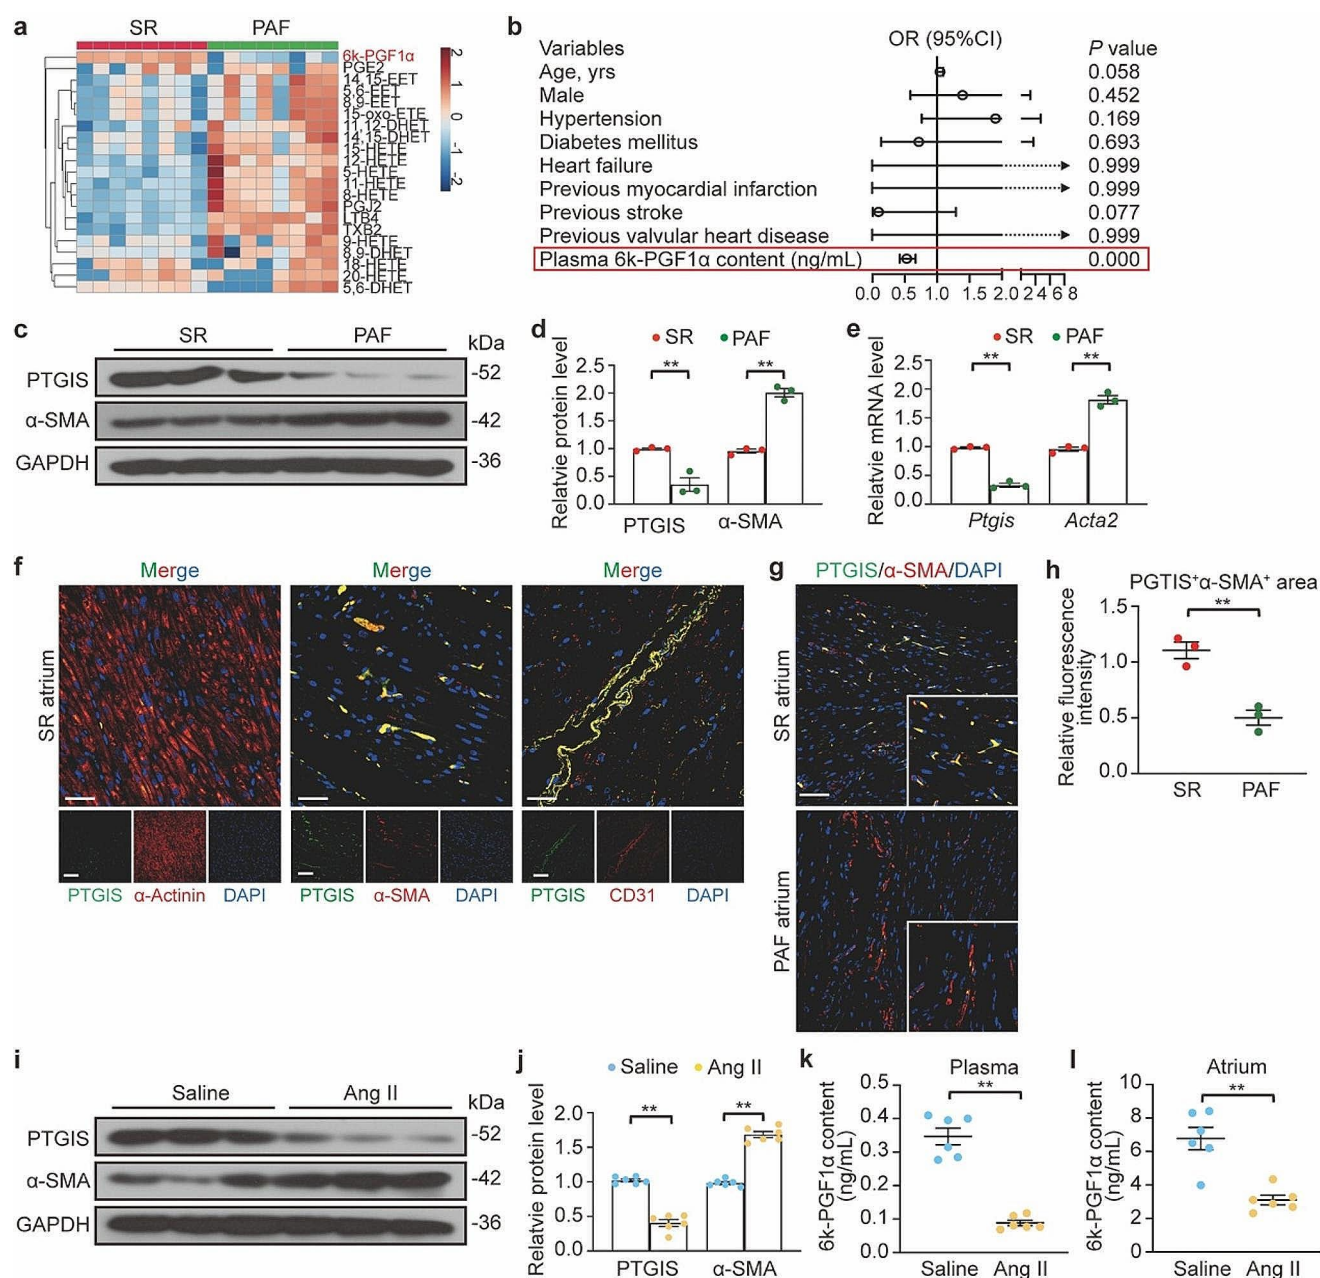 a
SR
PAF
6k-PGF1α
PGE2
14,15-EET
5,6-EET
8,9-EET
15-oxo-ETE
11,12-DHET
14,15-DHET
15-HETE
12-HETE
5-HETE
11-HETE
8-HETE
PGJ2
LTB4
TXB2
9-HETE
8,9-DHET
18-HETE
20-HETE
5,6-DHET
2
1
0
-1
-2
b
Variables
OR (95%CI)
P value
Age, yrs
0.058
Male
0.452
Hypertension
0.169
Diabetes mellitus
0.693
Heart failure
0.999
Previous myocardial infarction
0.999
Previous stroke
0.077
Previous valvular heart disease
0.999
Plasma 6k-PGF1α content (ng/mL)
0.000
0.0 0.5 1.0 1.5 2.0 2 4 6 8
c
SR
PAF
kDa
PTGIS
-52
α-SMA
-42
GAPDH
-36
d
SR
PAF
Relatvie protein level
2.5
2.0
1.5
1.0
0.5
0.0
**
**
PTGIS
α-SMA
e
SR
PAF
Relatvie mRNA level
2.5
2.0
1.5
1.0
0.5
0.0
**
**
Ptgis
Acta2
f
Merge
Merge
Merge
SR atrium
PTGIS
α-Actinin
DAPI
PTGIS
α-SMA
DAPI
PTGIS
CD31
DAPI
g
PTGIS/α-SMA/DAPI
SR atrium
PAF atrium
h
PGTIS⁺α-SMA⁺ area
Relative fluorescence
intensity
1.5
1.0
0.5
0.0
**
SR
PAF
i
Saline
Ang II
kDa
PTGIS
-52
α-SMA
-42
GAPDH
-36
j
Saline
Ang II
Relatvie protein level
2.0
1.5
1.0
0.5
0.0
**
**
PTGIS
α-SMA
k
Plasma
6k-PGF1α content
(ng/mL)
0.5
0.4
0.3
0.2
0.1
0.0
**
Saline
Ang II
l
Atrium
6k-PGF1α content
(ng/mL)
10
8
6
4
2
0
**
Saline
Ang II